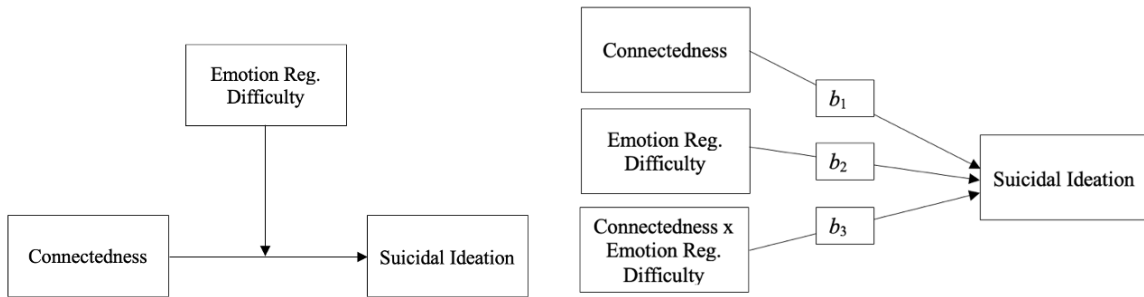 Emotion Reg.
Difficulty
Connectedness
Suicidal Ideation
Connectedness
b1
Emotion Reg.
Difficulty
b2
Connectedness x
Emotion Reg.
Difficulty
b3
Suicidal Ideation